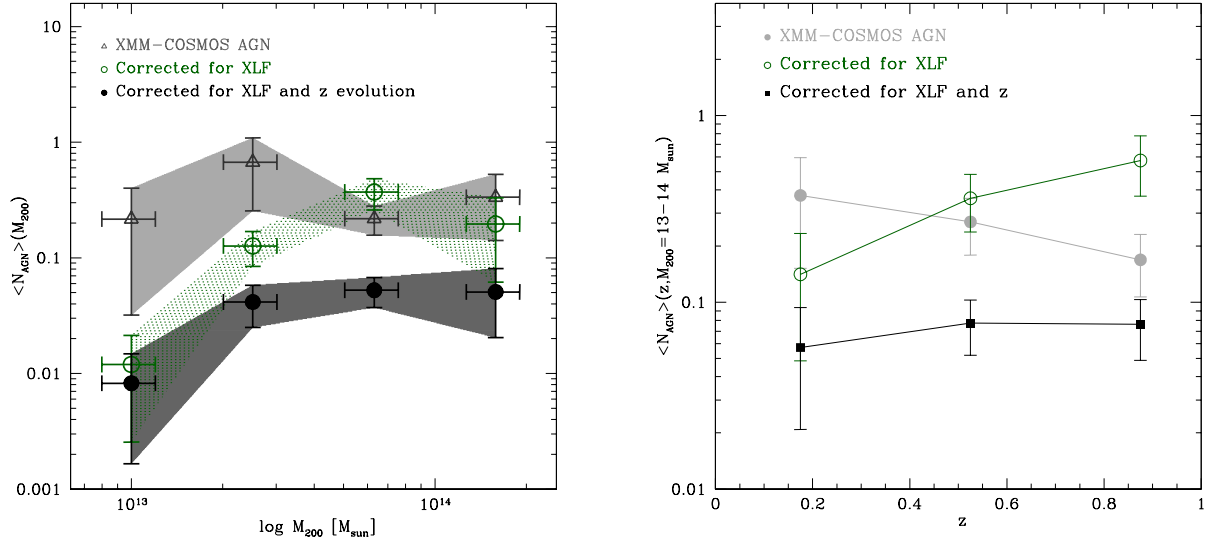 10
1
0.1
0.01
0.001
<N_AGN>(M_200)
XMM-COSMOS AGN
Corrected for XLF
Corrected for XLF and z evolution
10^13
10^14
log M_200 [M_sun]
1
0.1
0.01
<N_AGN>(z,M_200=13-14 M_sun)
XMM-COSMOS AGN
Corrected for XLF
Corrected for XLF and z
0
0.2
0.4
0.6
0.8
1
z